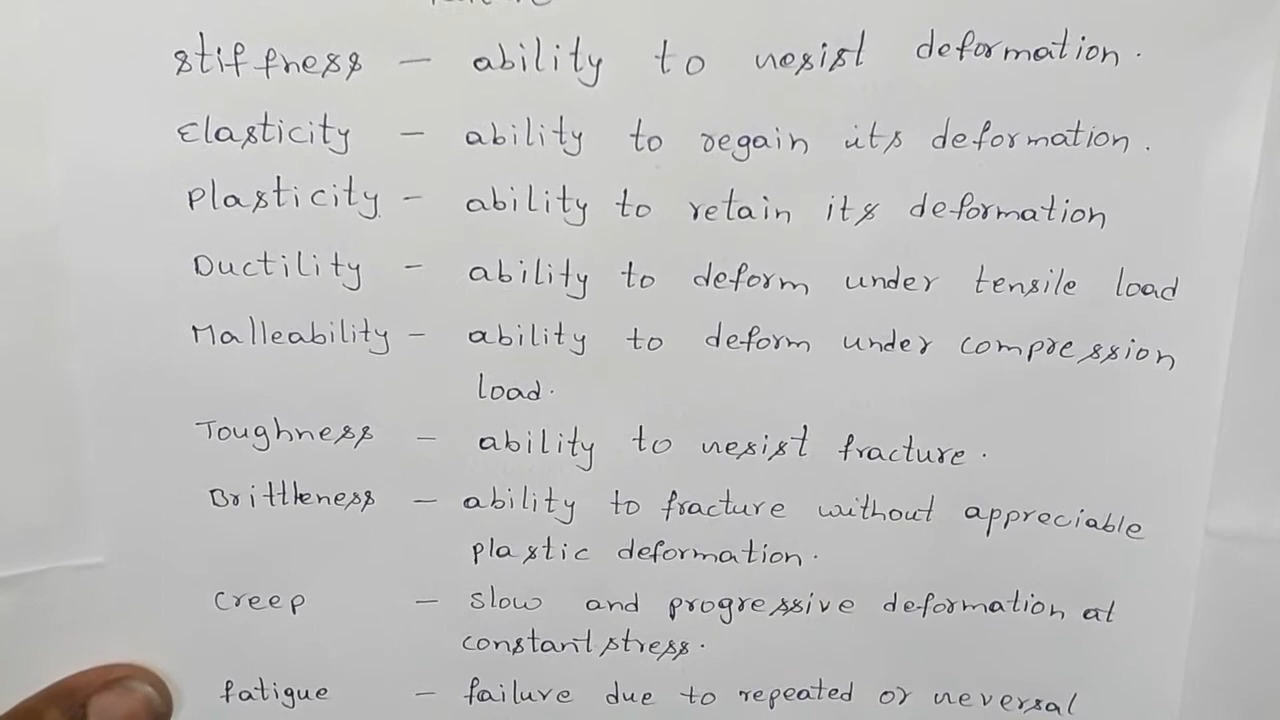 Stiffness - ability to resist deformation.
Elasticity - ability to regain its deformation.
Plasticity - ability to retain its deformation
Ductility - ability to deform under tensile load
Malleability - ability to deform under compression
load.
Toughness - ability to resist fracture.
Brittleness - ability to fracture without appreciable
plastic deformation.
Creep - slow and progressive deformation at
constant stress.
fatigue - failure due to repeated or reversal